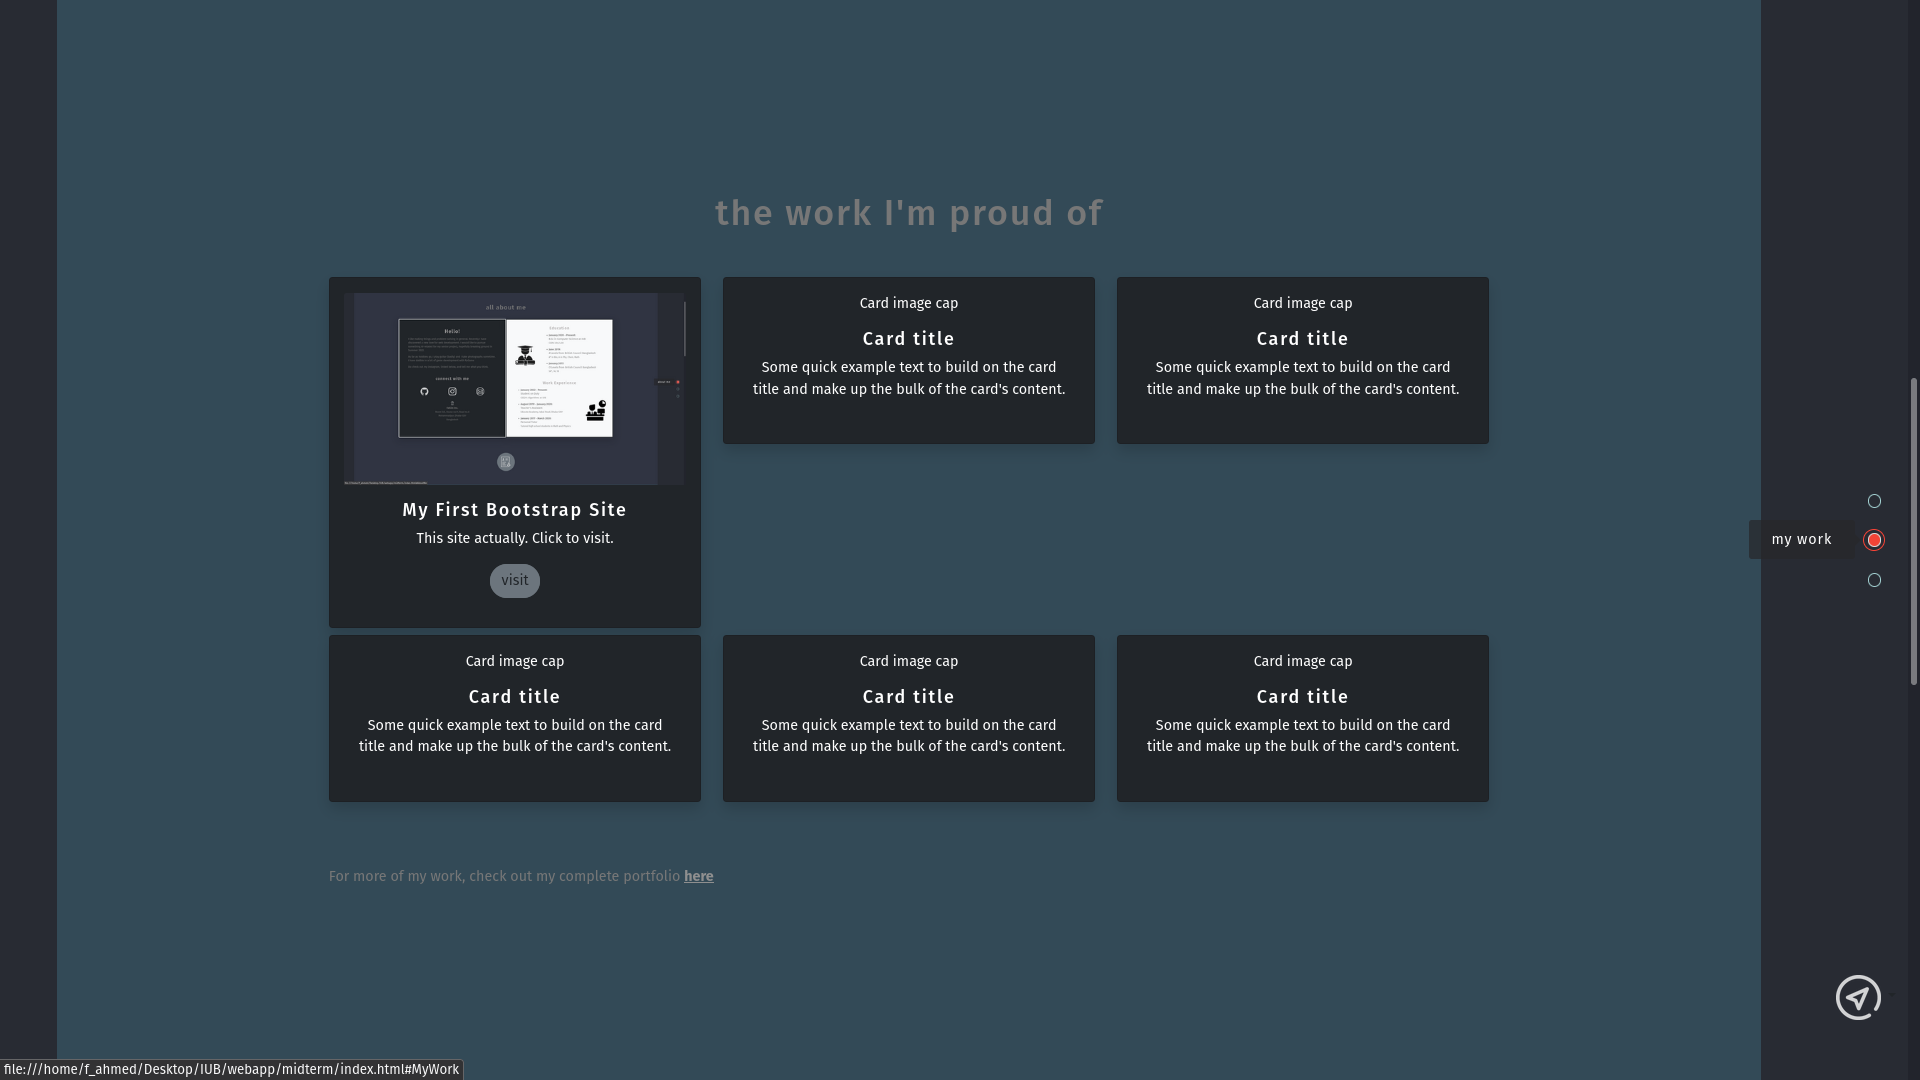 the work I'm proud of
all about me
Hello!
Education
Work Experience
connect with me
My First Bootstrap Site
This site actually. Click to visit.
visit
Card image cap
Card title
Some quick example text to build on the card
title and make up the bulk of the card's content.
Card image cap
Card title
Some quick example text to build on the card
title and make up the bulk of the card's content.
my work
Card image cap
Card title
Some quick example text to build on the card
title and make up the bulk of the card's content.
Card image cap
Card title
Some quick example text to build on the card
title and make up the bulk of the card's content.
Card image cap
Card title
Some quick example text to build on the card
title and make up the bulk of the card's content.
For more of my work, check out my complete portfolio here
file:///home/f_ahmed/Desktop/IUB/webapp/midterm/index.html#MyWork